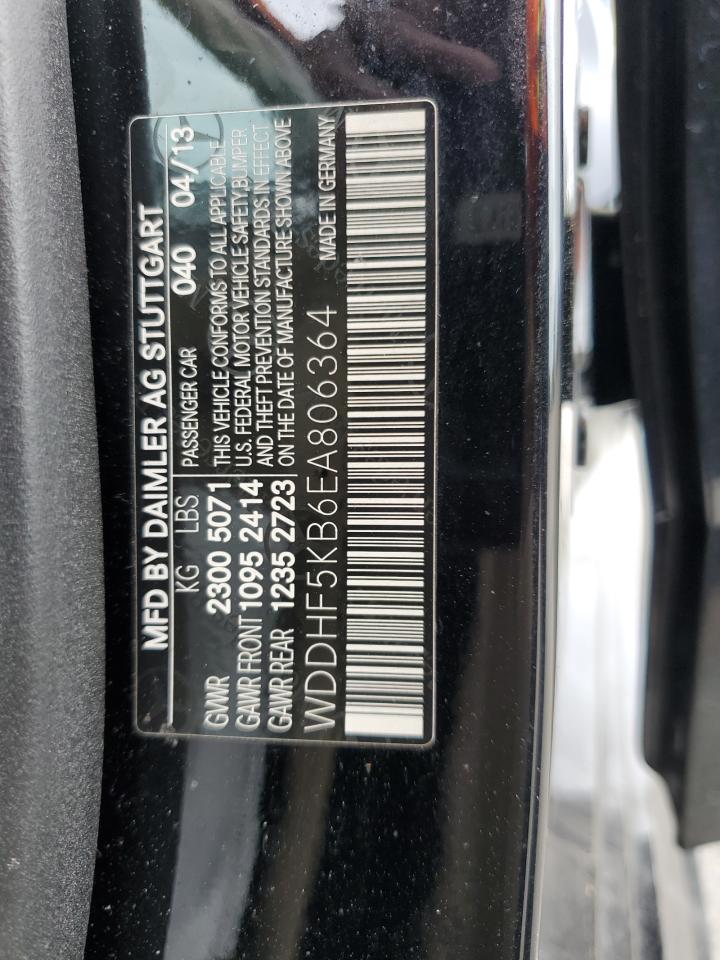 MFD BY DAIMLER AG STUTTGART
KG LBS PASSENGER CAR 040 04/13
GVWR 2300 5071 THIS VEHICLE CONFORMS TO ALL APPLICABLE
GAWR FRONT 1095 2414 U.S. FEDERAL MOTOR VEHICLE SAFETY, BUMPER
GAWR REAR 1235 2723 AND THEFT PREVENTION STANDARDS IN EFFECT
ON THE DATE OF MANUFACTURE SHOWN ABOVE
WDDHF5KB6EA806364 MADE IN GERMANY